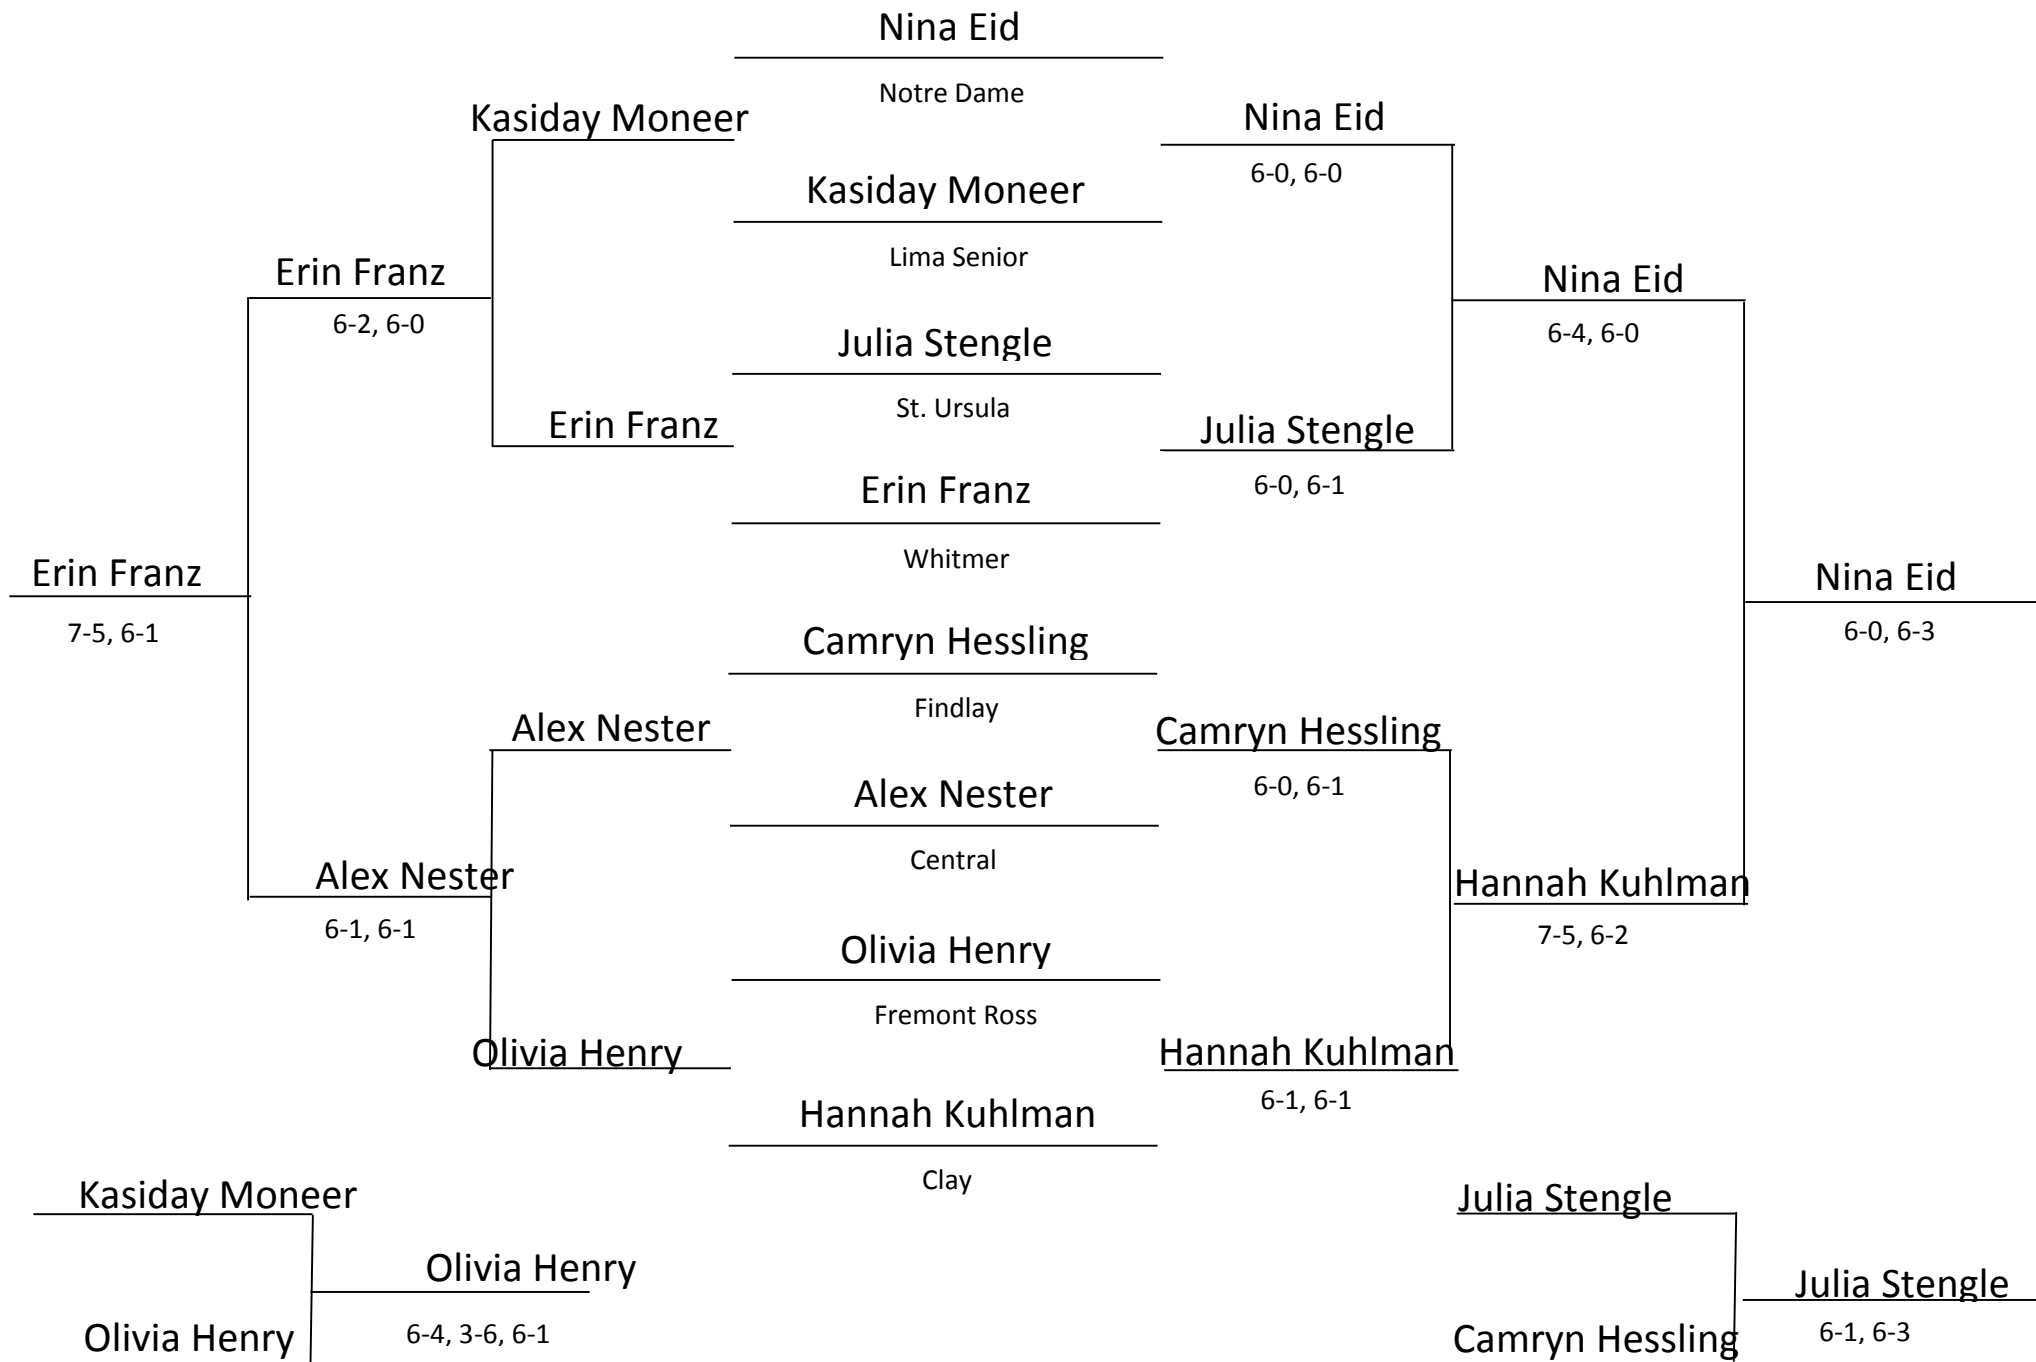 Nina Eid
Notre Dame
Kasiday Moneer
Nina Eid
6-0, 6-0
Kasiday Moneer
Lima Senior
Erin Franz
6-2, 6-0
Nina Eid
6-4, 6-0
Julia Stengle
St. Ursula
Erin Franz
Julia Stengle
6-0, 6-1
Erin Franz
Whitmer
Erin Franz
7-5, 6-1
Nina Eid
6-0, 6-3
Camryn Hessling
Findlay
Alex Nester
Camryn Hessling
6-0, 6-1
Alex Nester
Central
Alex Nester
6-1, 6-1
Hannah Kuhlman
7-5, 6-2
Olivia Henry
Fremont Ross
Olivia Henry
Hannah Kuhlman
6-1, 6-1
Hannah Kuhlman
Clay
Kasiday Moneer
Olivia Henry
Olivia Henry
6-4, 3-6, 6-1
Julia Stengle
Julia Stengle
Camryn Hessling
6-1, 6-3